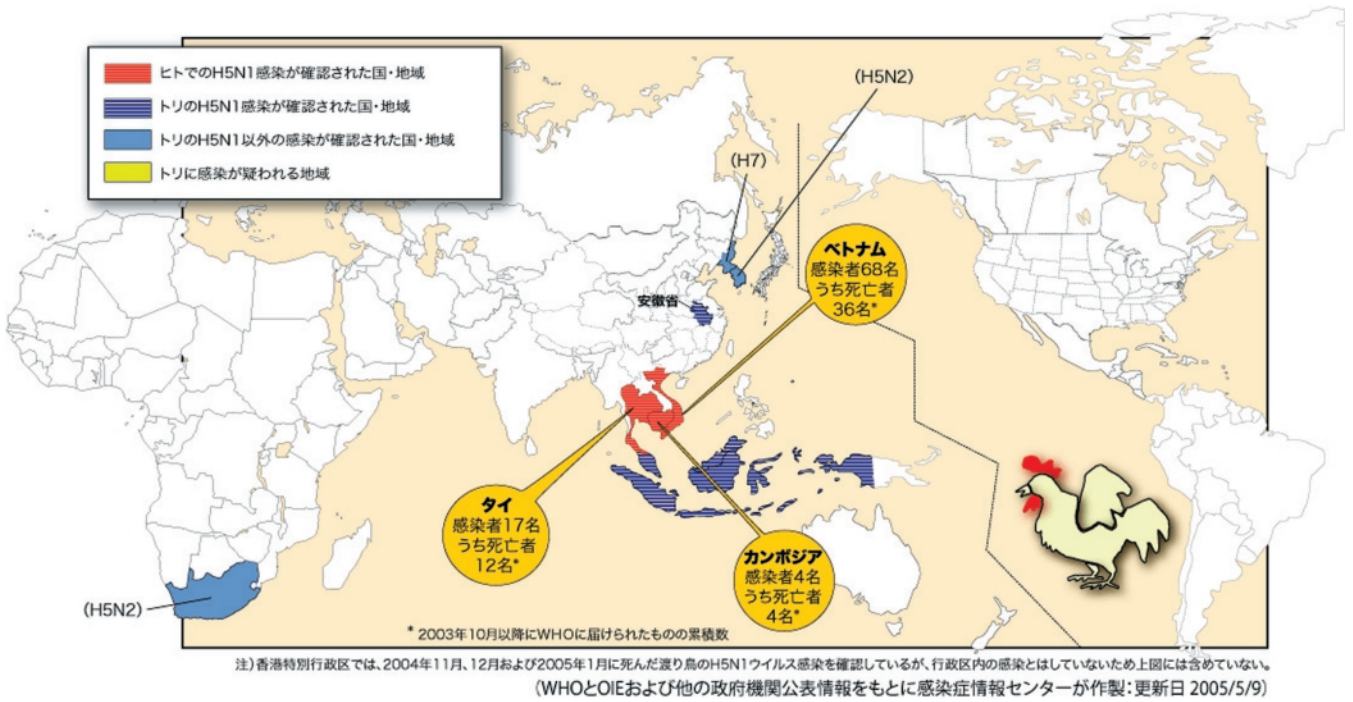 ヒトでのH5N1感染が確認された国・地域
トリのH5N1感染が確認された国・地域
トリのH5N1以外の感染が確認された国・地域
トリに感染が疑われる地域
(H5N2)
(H7)
安徽省
ベトナム
感染者68名
うち死亡者
36名*
タイ
感染者17名
うち死亡者
12名*
カンボジア
感染者4名
うち死亡者
4名*
(H5N2)
* 2003年10月以降にWHOに届けられたものの累積数
注)香港特別行政区では、2004年11月、12月および2005年1月に死んだ渡り鳥のH5N1ウイルス感染を確認しているが、行政区内の感染とはしていないため上図には含めていない。
(WHOとOIEおよび他の政府機関公表情報をもとに感染症情報センターが作製:更新日 2005/5/9)